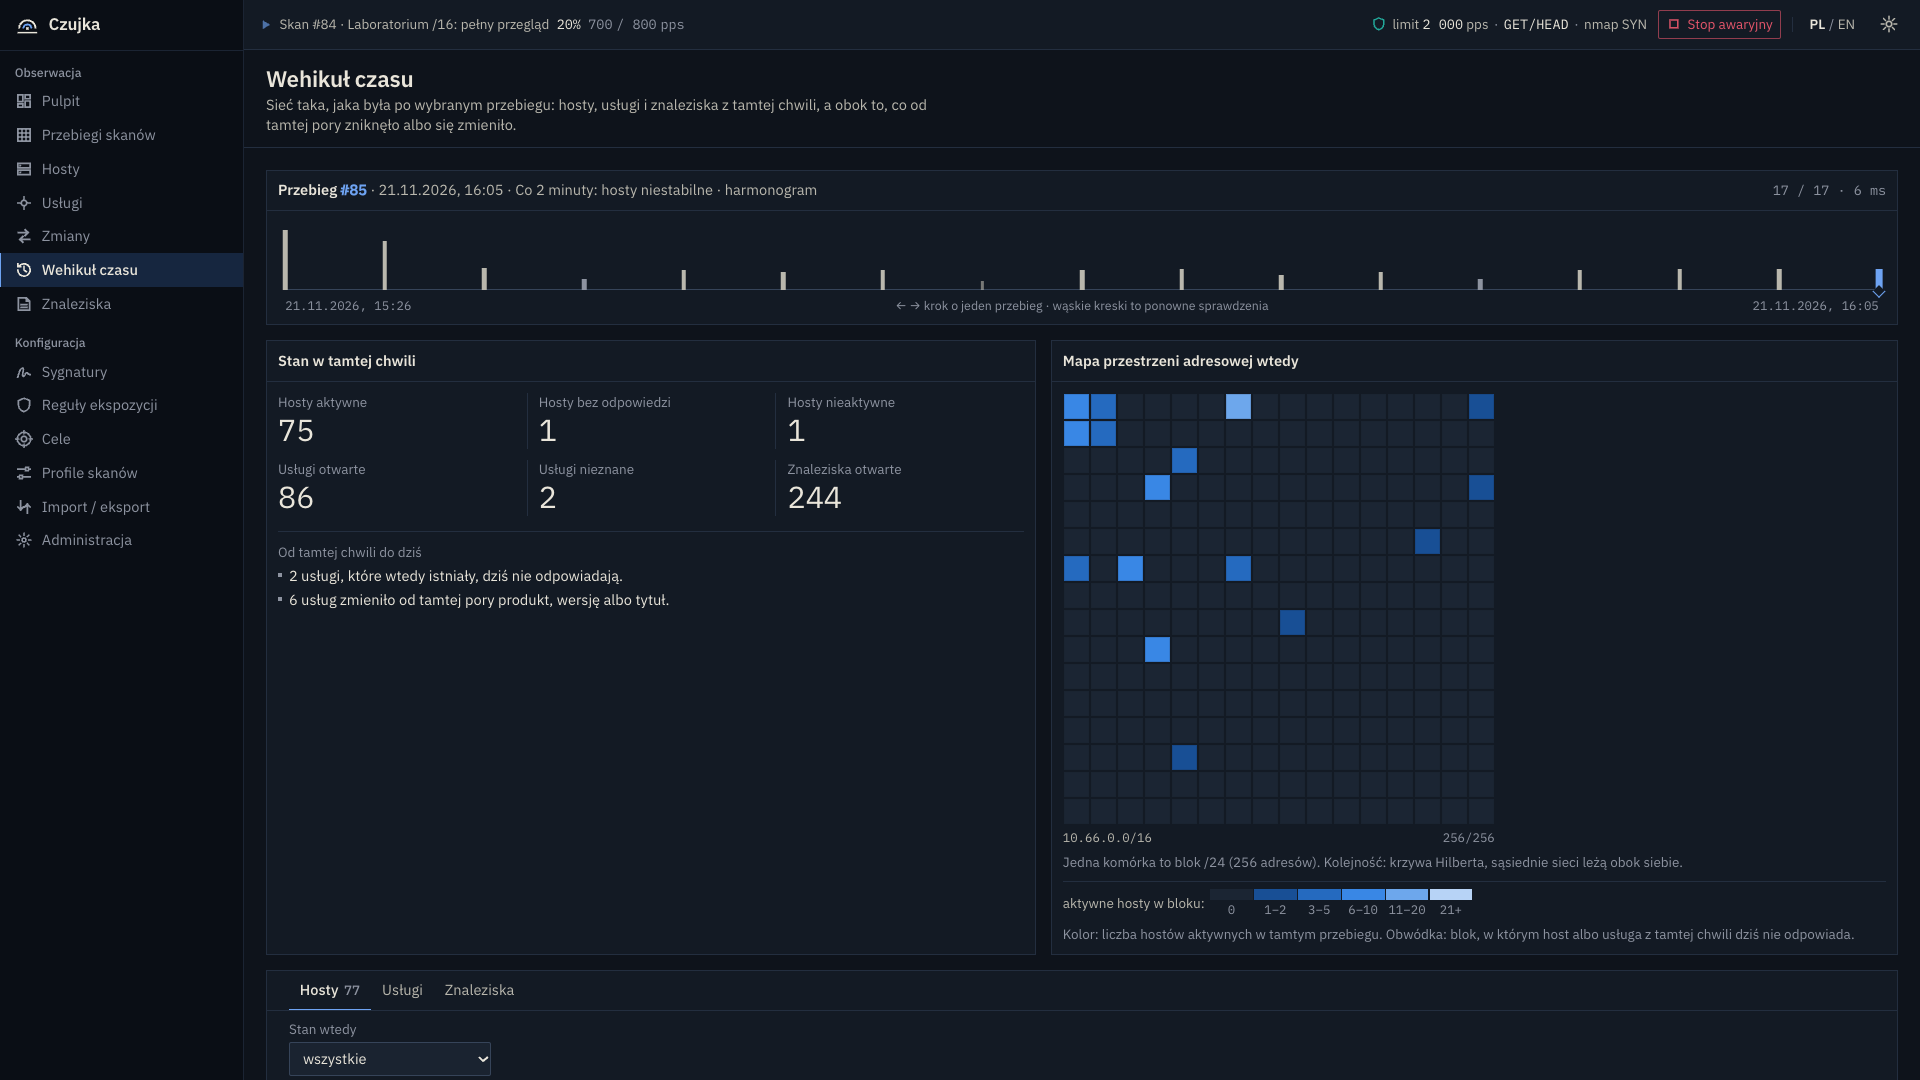 Czujka
Skan #84 · Laboratorium /16: pełny przegląd 20% 700 / 800 pps
limit 2 000 pps · GET/HEAD · nmap SYN
Stop awaryjny
PL / EN
Obserwacja
Pulpit
Przebiegi skanów
Hosty
Usługi
Zmiany
Wehikuł czasu
Znaleziska
Konfiguracja
Sygnatury
Reguły ekspozycji
Cele
Profile skanów
Import / eksport
Administracja
Wehikuł czasu
Sieć taka, jaka była po wybranym przebiegu: hosty, usługi i znaleziska z tamtej chwili, a obok to, co od
tamtej pory zniknęło albo się zmieniło.
Przebieg #85 · 21.11.2026, 16:05 · Co 2 minuty: hosty niestabilne · harmonogram
17 / 17 · 6 ms
21.11.2026, 15:26
← → krok o jeden przebieg · wąskie kreski to ponowne sprawdzenia
21.11.2026, 16:05
Stan w tamtej chwili
Hosty aktywne
75
Hosty bez odpowiedzi
1
Hosty nieaktywne
1
Usługi otwarte
86
Usługi nieznane
2
Znaleziska otwarte
244
Od tamtej chwili do dziś
2 usługi, które wtedy istniały, dziś nie odpowiadają.
6 usług zmieniło od tamtej pory produkt, wersję albo tytuł.
Mapa przestrzeni adresowej wtedy
10.66.0.0/16
256/256
Jedna komórka to blok /24 (256 adresów). Kolejność: krzywa Hilberta, sąsiednie sieci leżą obok siebie.
aktywne hosty w bloku:
0 1–2 3–5 6–10 11–20 21+
Kolor: liczba hostów aktywnych w tamtym przebiegu. Obwódka: blok, w którym host albo usługa z tamtej chwili dziś nie odpowiada.
Hosty 77
Usługi
Znaleziska
Stan wtedy
wszystkie